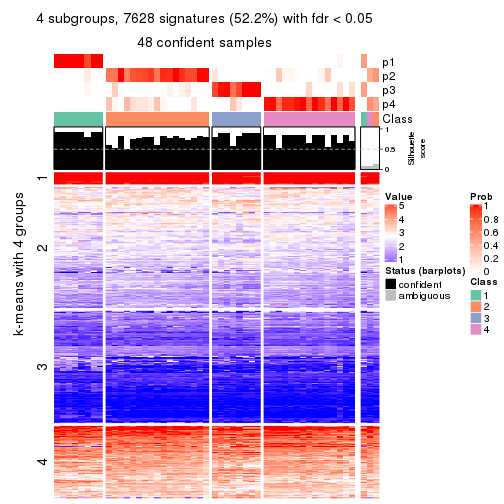 4 subgroups, 7628 signatures (52.2%) with fdr < 0.05
48 confident samples
p1
p2
p3
p4
Class
1
0.5
0
Silhouette
score
k-means with 4 groups
1
2
3
4
Value
5
4
3
2
1
Status (barplots)
confident
ambiguous
Prob
1
0.8
0.6
0.4
0.2
0
Class
1
2
3
4